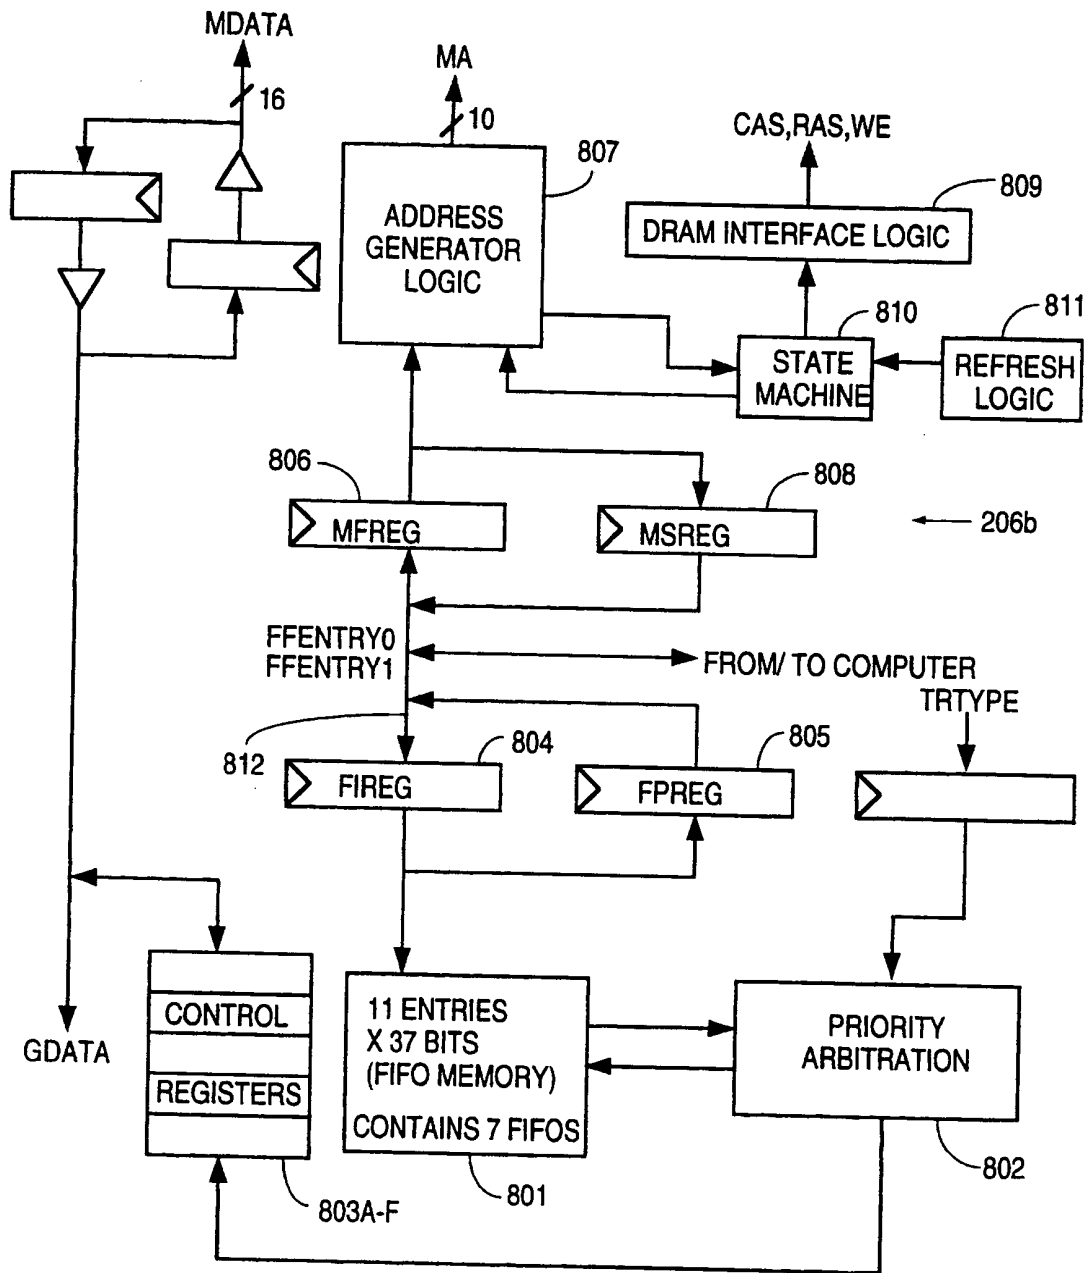 MDATA
16
MA
10
CAS,RAS,WE
807
ADDRESS
GENERATOR
LOGIC
809
DRAM INTERFACE LOGIC
810
811
STATE
MACHINE
REFRESH
LOGIC
806
MFREG
808
MSREG
206b
FFENTRY0
FFENTRY1
FROM/ TO COMPUTER
TRTYPE
812
804
FIREG
805
FPREG
GDATA
CONTROL
REGISTERS
803A-F
11 ENTRIES
X 37 BITS
(FIFO MEMORY)
CONTAINS 7 FIFOS
801
PRIORITY
ARBITRATION
802